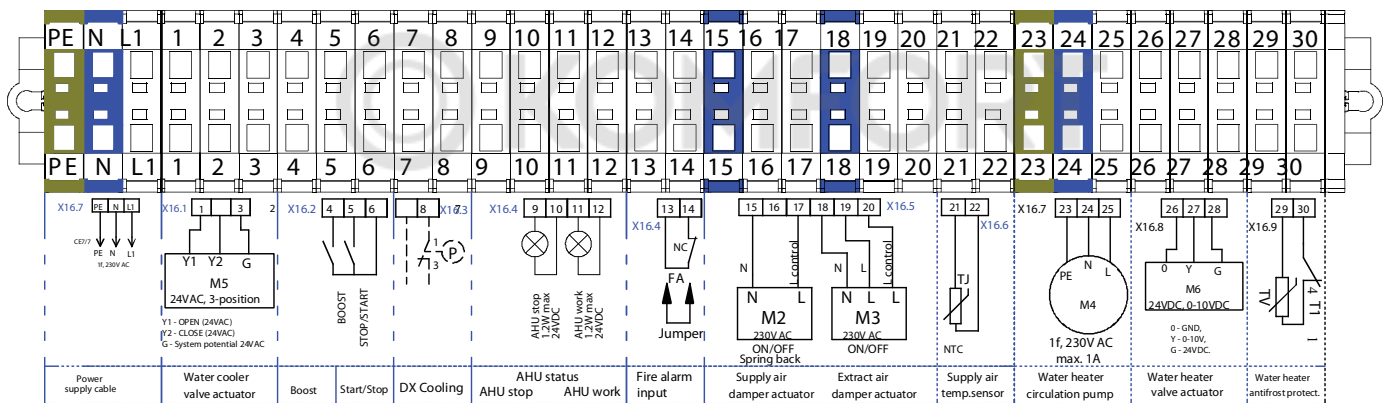 PE N L1 1 2 3 4 5 6 7 8 9 10 11 12 13 14 15 16 17 18 19 20 21 22 23 24 25 26 27 28 29 30
KOMFORT
PE N L1 1 2 3 4 5 6 7 8 9 10 11 12 13 14 15 16 17 18 19 20 21 22 23 24 25 26 27 28 29 30
X16.7 PE N L1
CE7/7
PE N L1
1f, 230V AC
X16.1 1 3 2
Y1 Y2 G
M5
24VAC, 3-position
Y1 - OPEN (24VAC)
Y2 - CLOSE (24VAC)
G - System potential 24VAC
X16.2 4 5 6
BOOST
STOP/START
8 X16.3 7
1
3
P
X16.4 9 10 11 12
AHU stop
1.2W max
24VDC
AHU work
1.2W max
24VDC
13 14
X16.4
NC
FA
Jumper
15 16 17 18 19 20 X16.5
N L control N L L control
N L
M2
230V AC
ON/OFF
Spring back
N L L
M3
230V AC
ON/OFF
21 22
X16.6
TJ
NTC
X16.7 23 24 25
PE N L
M4
1f, 230V AC
max. 1A
26 27 28
X16.8
0 Y G
M6
24VDC, 0-10VDC
0 - GND,
Y - 0-10V,
G - 24VDC.
29 30
X16.9
TV
4 T1
1
Power
supply cable
Water cooler
valve actuator
Boost
Start/Stop
DX Cooling
AHU status
AHU stop AHU work
Fire alarm
input
Supply air
damper actuator
Extract air
damper actuator
Supply air
temp.sensor
Water heater
circulation pump
Water heater
valve actuator
Water heater
antifrost protect.